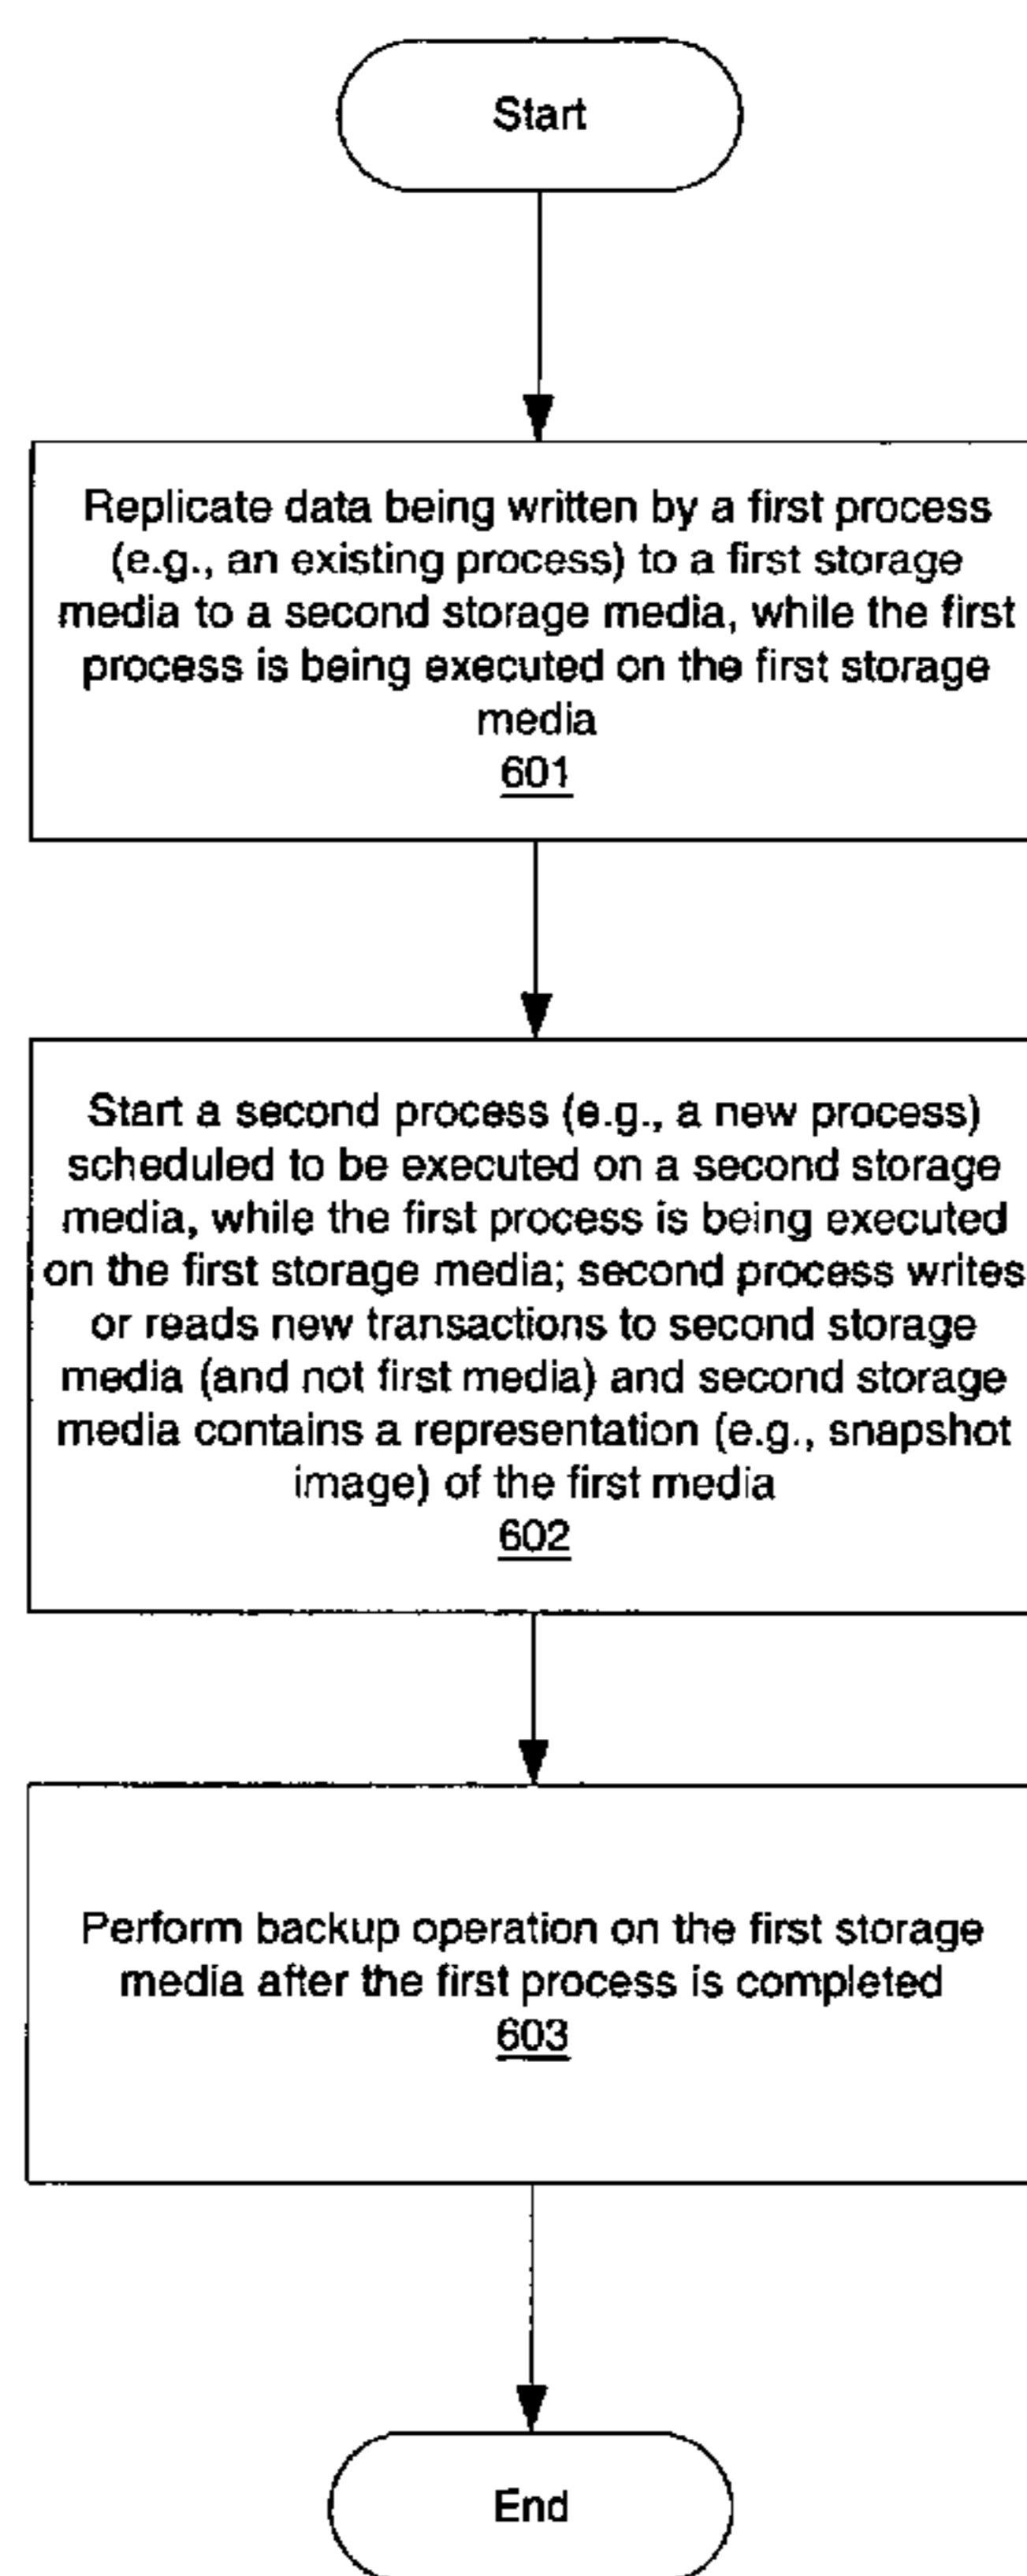 Start
Replicate data being written by a first process
(e.g., an existing process) to a first storage
media to a second storage media, while the first
process is being executed on the first storage
media
601
Start a second process (e.g., a new process)
scheduled to be executed on a second storage
media, while the first process is being executed
on the first storage media; second process writes
or reads new transactions to second storage
media (and not first media) and second storage
media contains a representation (e.g., snapshot
image) of the first media
602
Perform backup operation on the first storage
media after the first process is completed
603
End